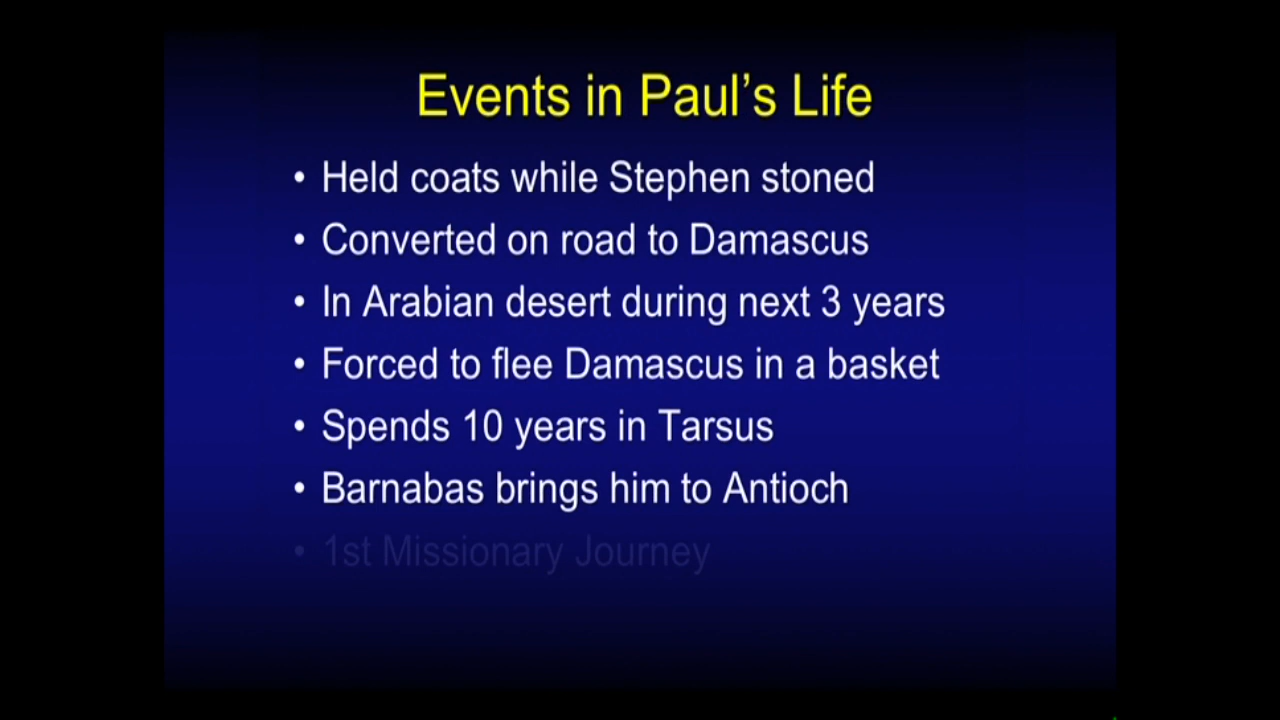 Events in Paul's Life
• Held coats while Stephen stoned
• Converted on road to Damascus
• In Arabian desert during next 3 years
• Forced to flee Damascus in a basket
• Spends 10 years in Tarsus
• Barnabas brings him to Antioch
• 1st Missionary Journey